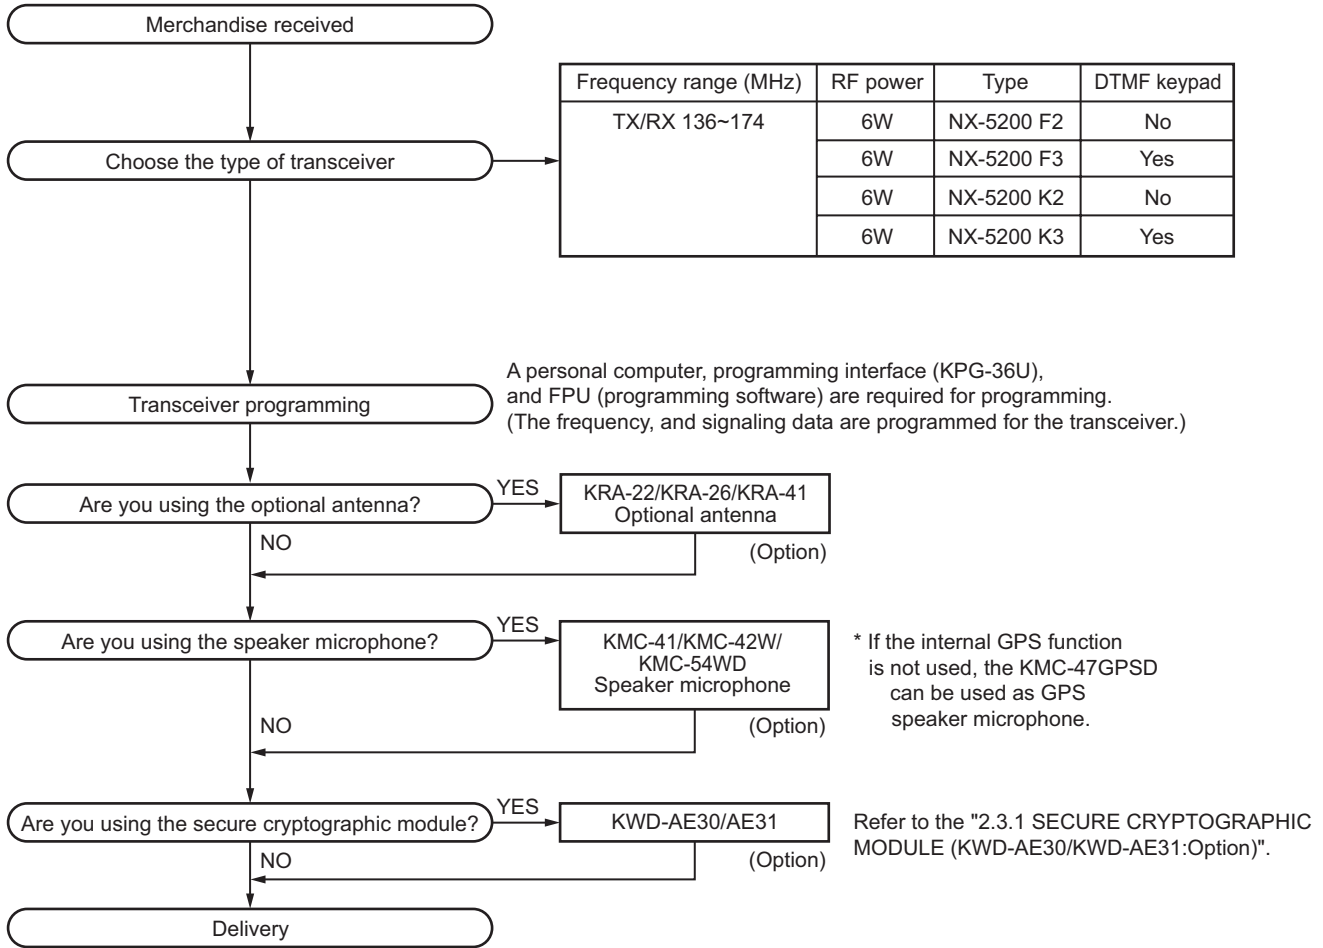 Merchandise received
Frequency range (MHz) RF power Type DTMF keypad
TX/RX 136~174 6W NX-5200 F2 No
6W NX-5200 F3 Yes
6W NX-5200 K2 No
6W NX-5200 K3 Yes
Choose the type of transceiver
A personal computer, programming interface (KPG-36U),
and FPU (programming software) are required for programming.
(The frequency, and signaling data are programmed for the transceiver.)
Transceiver programming
Are you using the optional antenna?
YES
KRA-22/KRA-26/KRA-41
Optional antenna
(Option)
NO
Are you using the speaker microphone?
YES
KMC-41/KMC-42W/
KMC-54WD
Speaker microphone
(Option)
* If the internal GPS function
is not used, the KMC-47GPSD
can be used as GPS
speaker microphone.
NO
Are you using the secure cryptographic module?
YES
KWD-AE30/AE31
(Option)
Refer to the "2.3.1 SECURE CRYPTOGRAPHIC
MODULE (KWD-AE30/KWD-AE31:Option)".
NO
Delivery